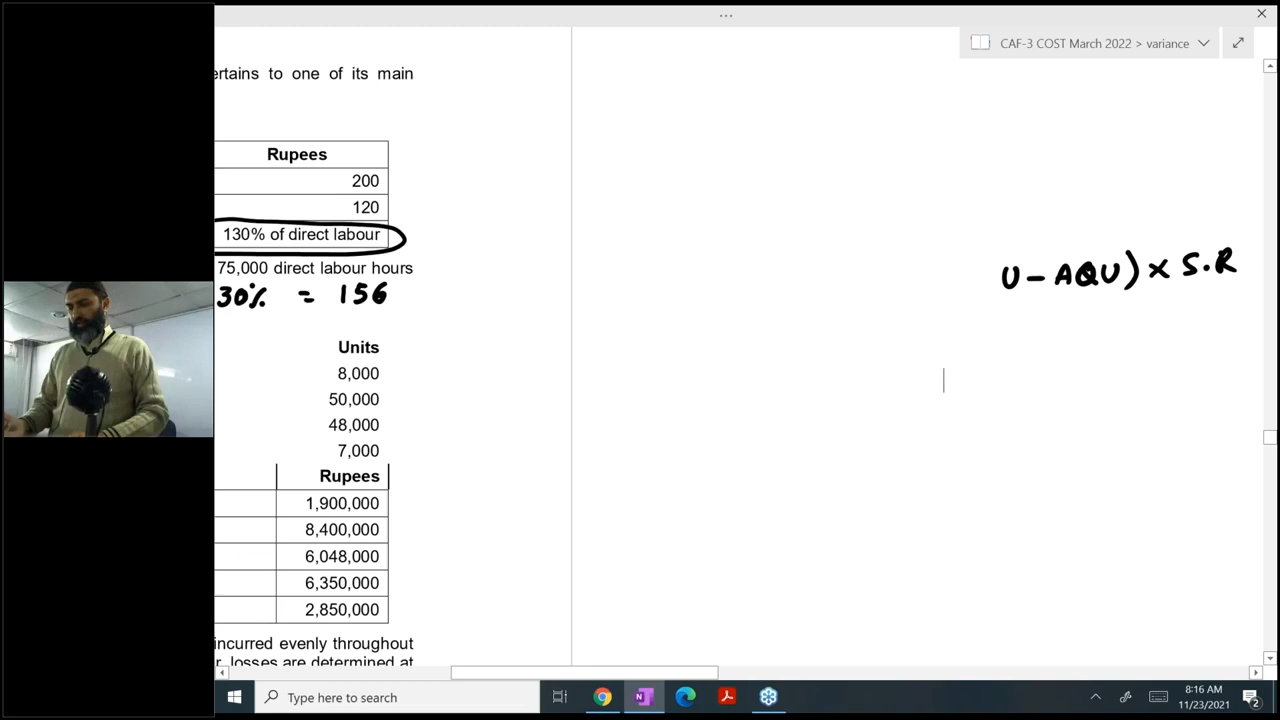 CAF-3 COST March 2022 > variance
ertains to one of its main
Rupees
200
120
130% of direct labour
75,000 direct labour hours
30% = 156
U - AQU) × S.R
Units
8,000
50,000
48,000
7,000
Rupees
1,900,000
8,400,000
6,048,000
6,350,000
2,850,000
incurred evenly throughout
r, losses are determined at
Type here to search
8:16 AM
11/23/2021
2